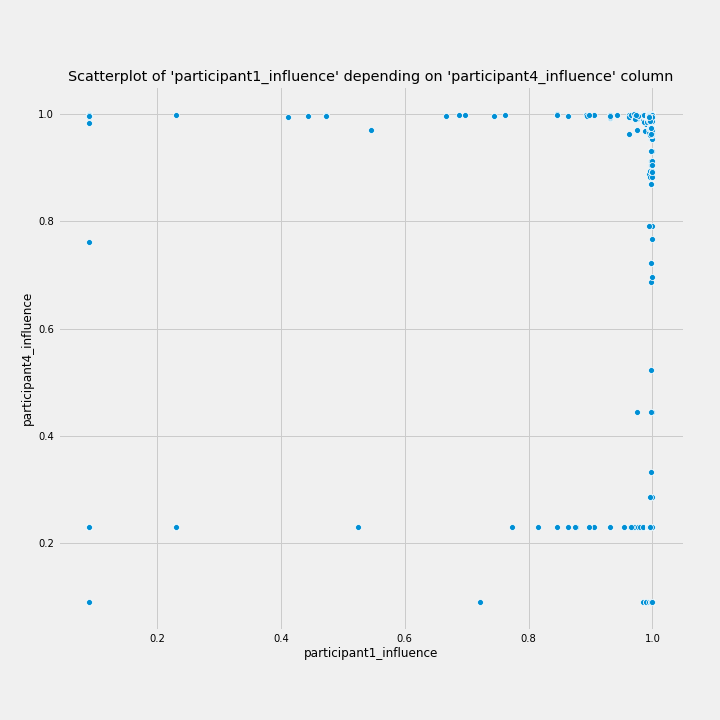 Scatterplot of 'participant1_influence' depending on 'participant4_influence' column
1.0
0.8
0.6
0.4
0.2
participant4_influence
0.2 0.4 0.6 0.8 1.0
participant1_influence